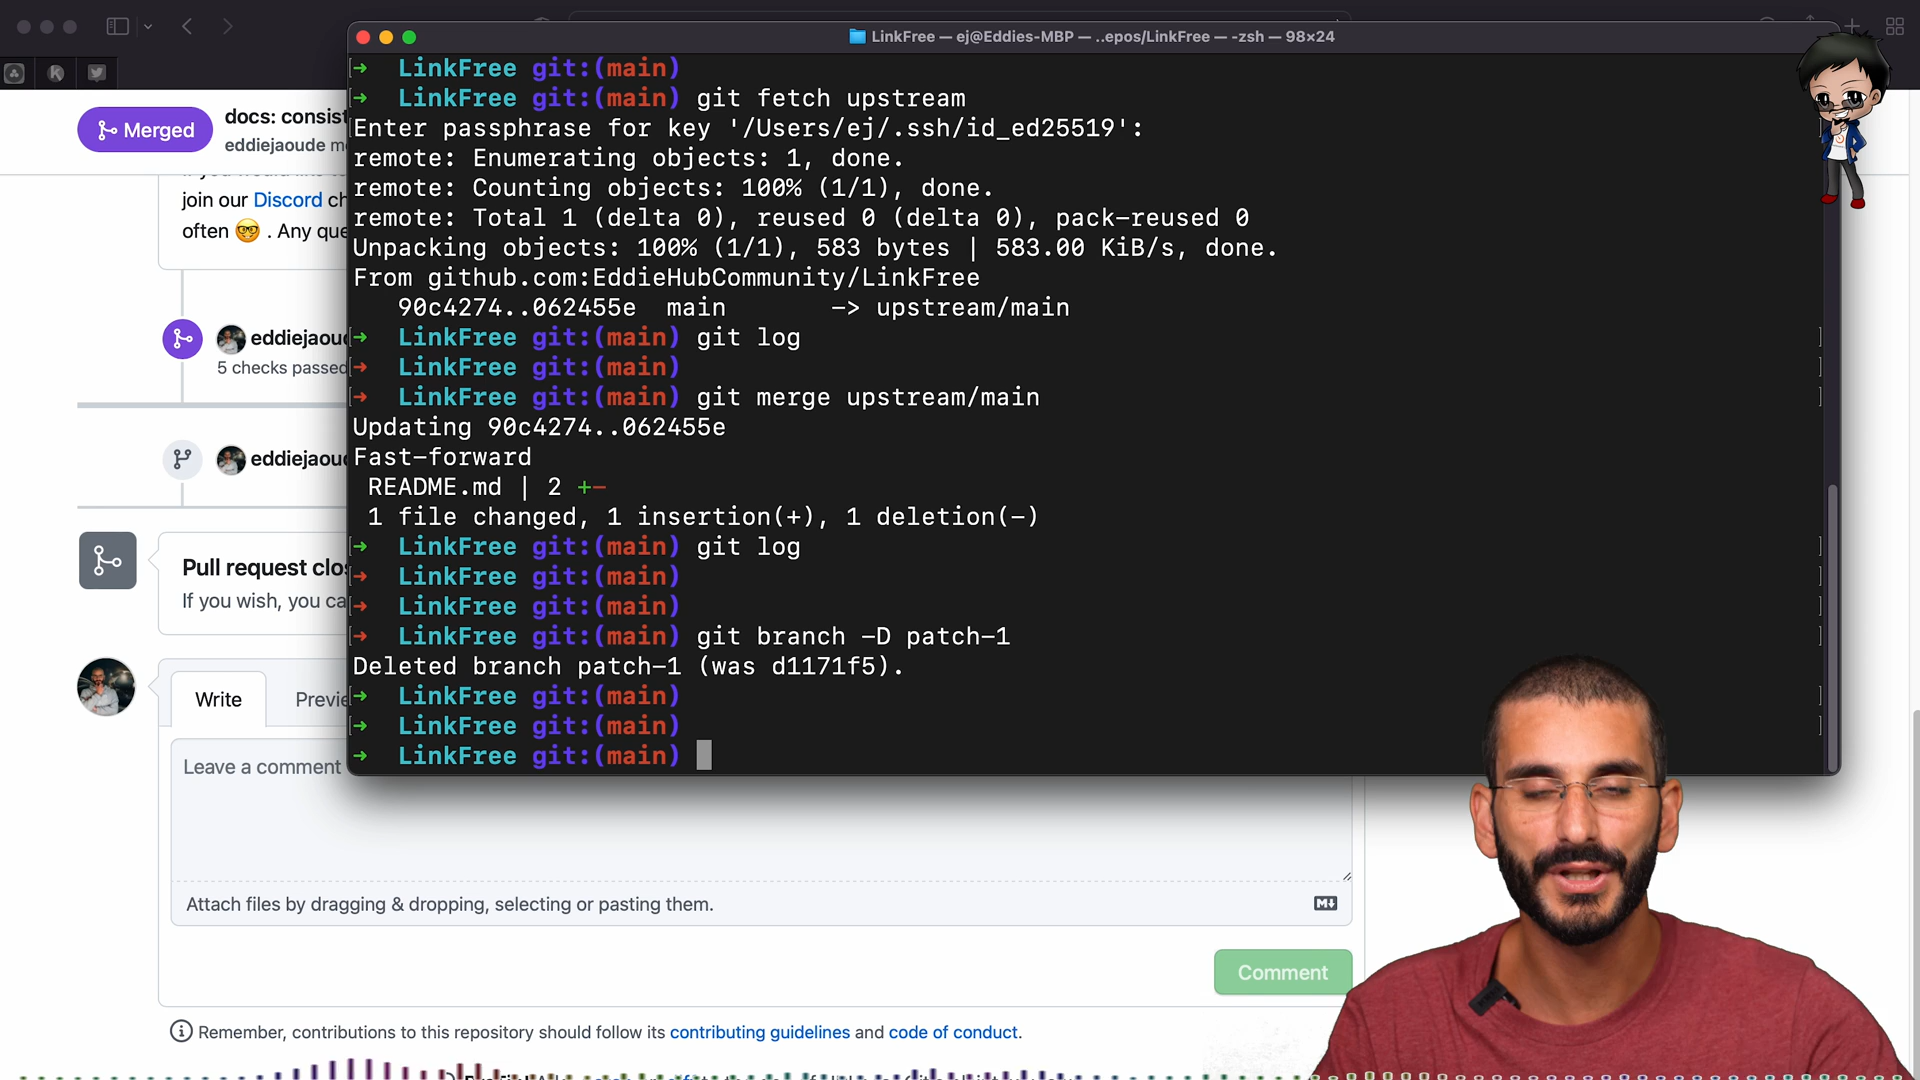 LinkFree — ej@Eddies-MBP — ..epos/LinkFree — -zsh — 98×24
➜ LinkFree git:(main)
➜ LinkFree git:(main) git fetch upstream
Enter passphrase for key '/Users/ej/.ssh/id_ed25519':
remote: Enumerating objects: 1, done.
remote: Counting objects: 100% (1/1), done.
remote: Total 1 (delta 0), reused 0 (delta 0), pack-reused 0
Unpacking objects: 100% (1/1), 583 bytes | 583.00 KiB/s, done.
From github.com:EddieHubCommunity/LinkFree
90c4274..062455e main -> upstream/main
➜ LinkFree git:(main) git log
➜ LinkFree git:(main)
➜ LinkFree git:(main) git merge upstream/main
Updating 90c4274..062455e
Fast-forward
README.md | 2 +-
1 file changed, 1 insertion(+), 1 deletion(-)
➜ LinkFree git:(main) git log
➜ LinkFree git:(main)
➜ LinkFree git:(main)
➜ LinkFree git:(main) git branch -D patch-1
Deleted branch patch-1 (was d1171f5).
➜ LinkFree git:(main)
➜ LinkFree git:(main)
➜ LinkFree git:(main)
Merged
docs: consist
eddiejaoude m
join our Discord ch
often 🤓 . Any que
eddiejaou
5 checks passed
eddiejaou
Pull request clo
If you wish, you ca
Write Previe
Leave a comment
Attach files by dragging & dropping, selecting or pasting them.
M↓
Comment
Remember, contributions to this repository should follow its contributing guidelines and code of conduct.